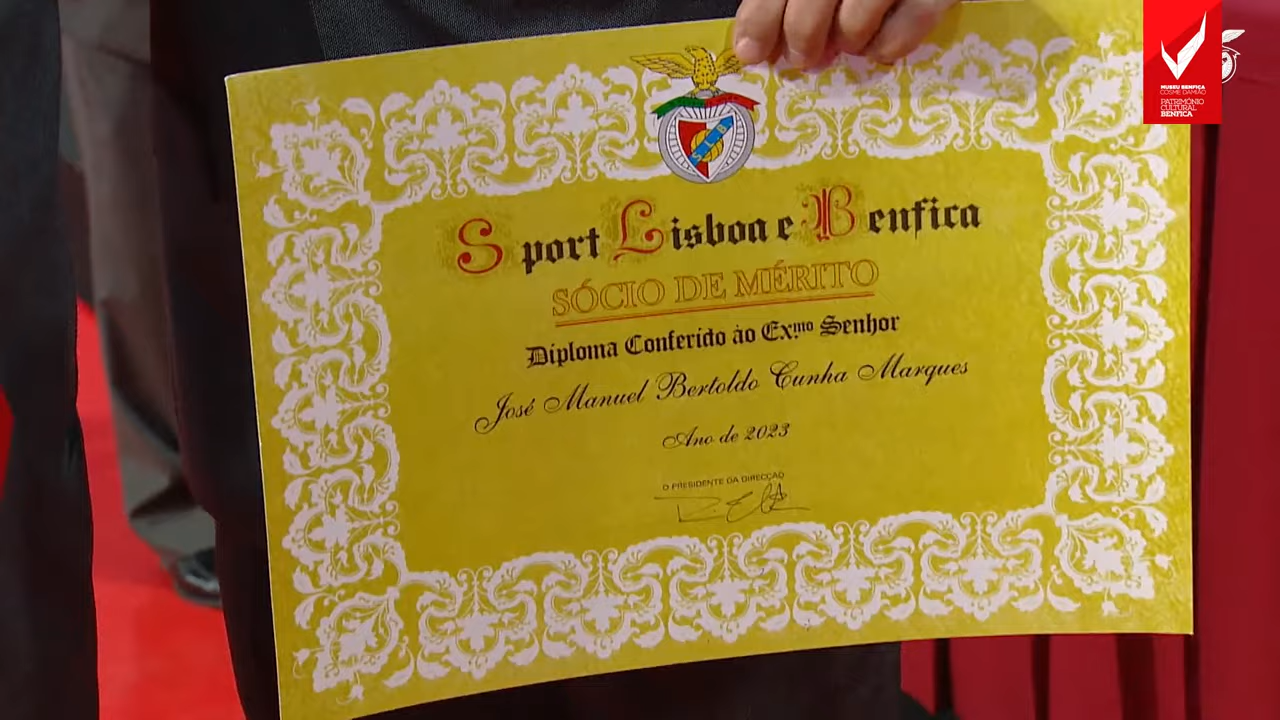 MUSEU BENFICA
COSME DAMIÃO
PATRIMÓNIO
CULTURAL
BENFICA
S L B
Sport Lisboa e Benfica
SÓCIO DE MÉRITO
Diploma Conferido ào Ex.mo Senhor
José Manuel Bertoldo Cunha Marques
Ano de 2023
O PRESIDENTE DA DIRECÇÃO